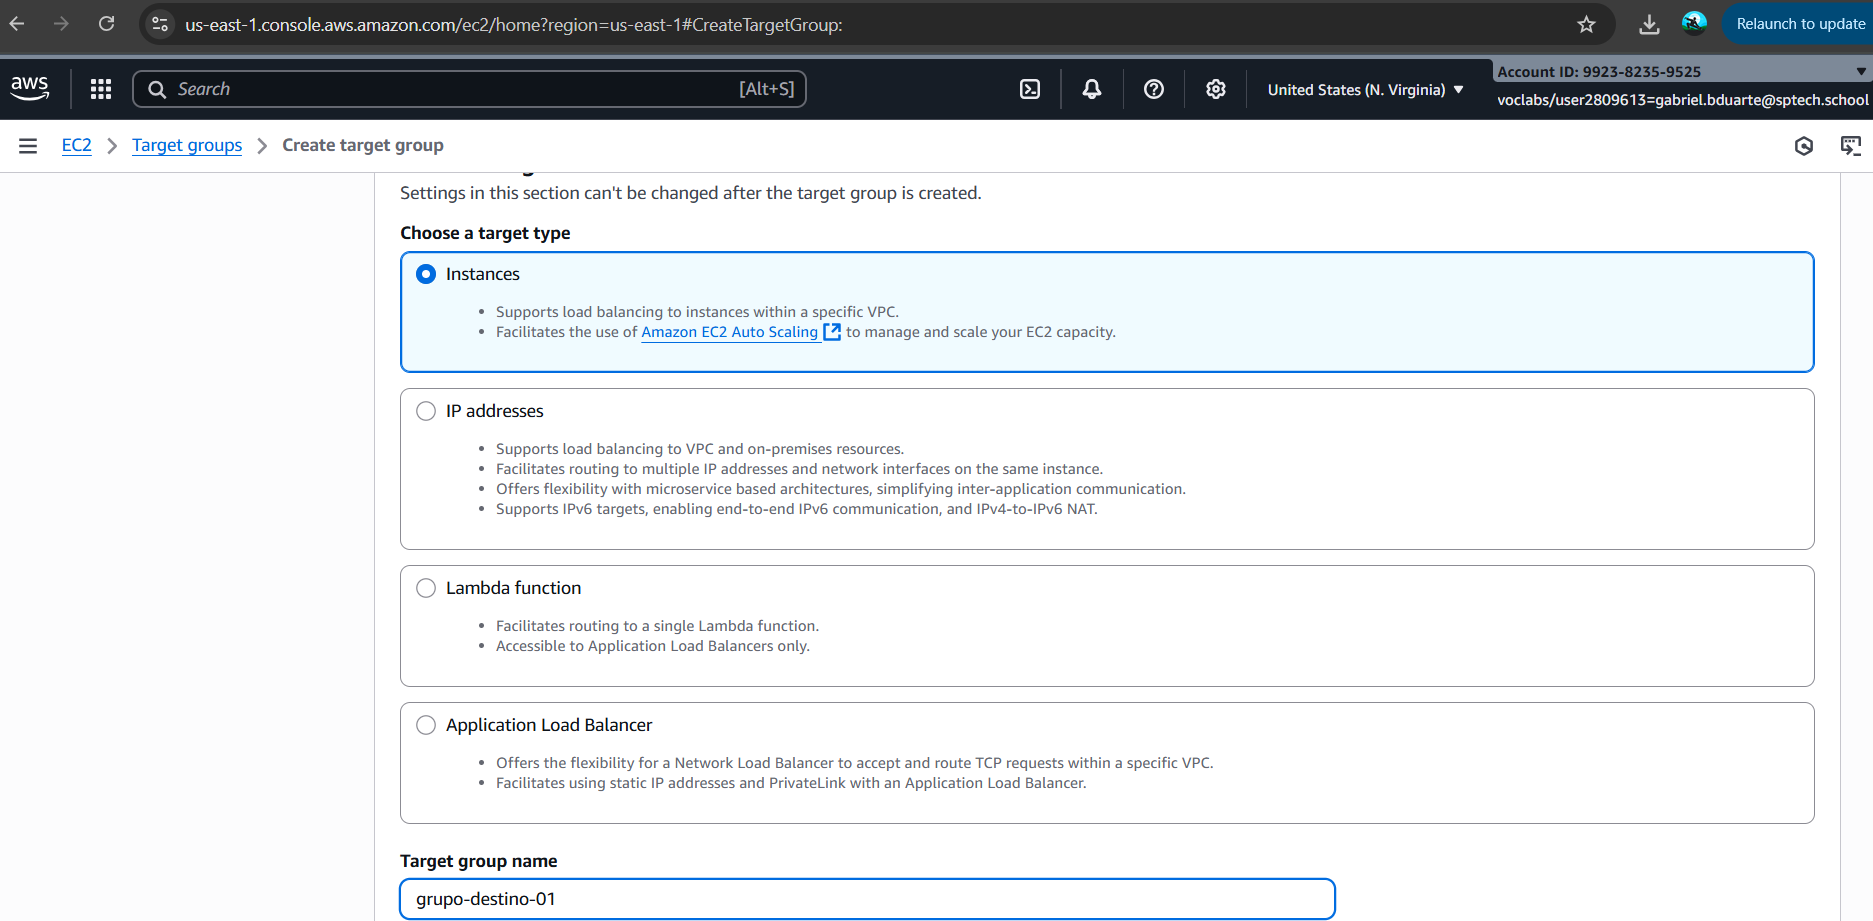 us-east-1.console.aws.amazon.com/ec2/home?region=us-east-1#CreateTargetGroup:
Relaunch to update
aws
Search
[Alt+S]
United States (N. Virginia)
Account ID: 9923-8235-9525
voclabs/user2809613=gabriel.bduarte@sptech.school
EC2 > Target groups > Create target group
Settings in this section can't be changed after the target group is created.
Choose a target type
Instances
• Supports load balancing to instances within a specific VPC.
• Facilitates the use of Amazon EC2 Auto Scaling to manage and scale your EC2 capacity.
IP addresses
• Supports load balancing to VPC and on-premises resources.
• Facilitates routing to multiple IP addresses and network interfaces on the same instance.
• Offers flexibility with microservice based architectures, simplifying inter-application communication.
• Supports IPv6 targets, enabling end-to-end IPv6 communication, and IPv4-to-IPv6 NAT.
Lambda function
• Facilitates routing to a single Lambda function.
• Accessible to Application Load Balancers only.
Application Load Balancer
• Offers the flexibility for a Network Load Balancer to accept and route TCP requests within a specific VPC.
• Facilitates using static IP addresses and PrivateLink with an Application Load Balancer.
Target group name
grupo-destino-01